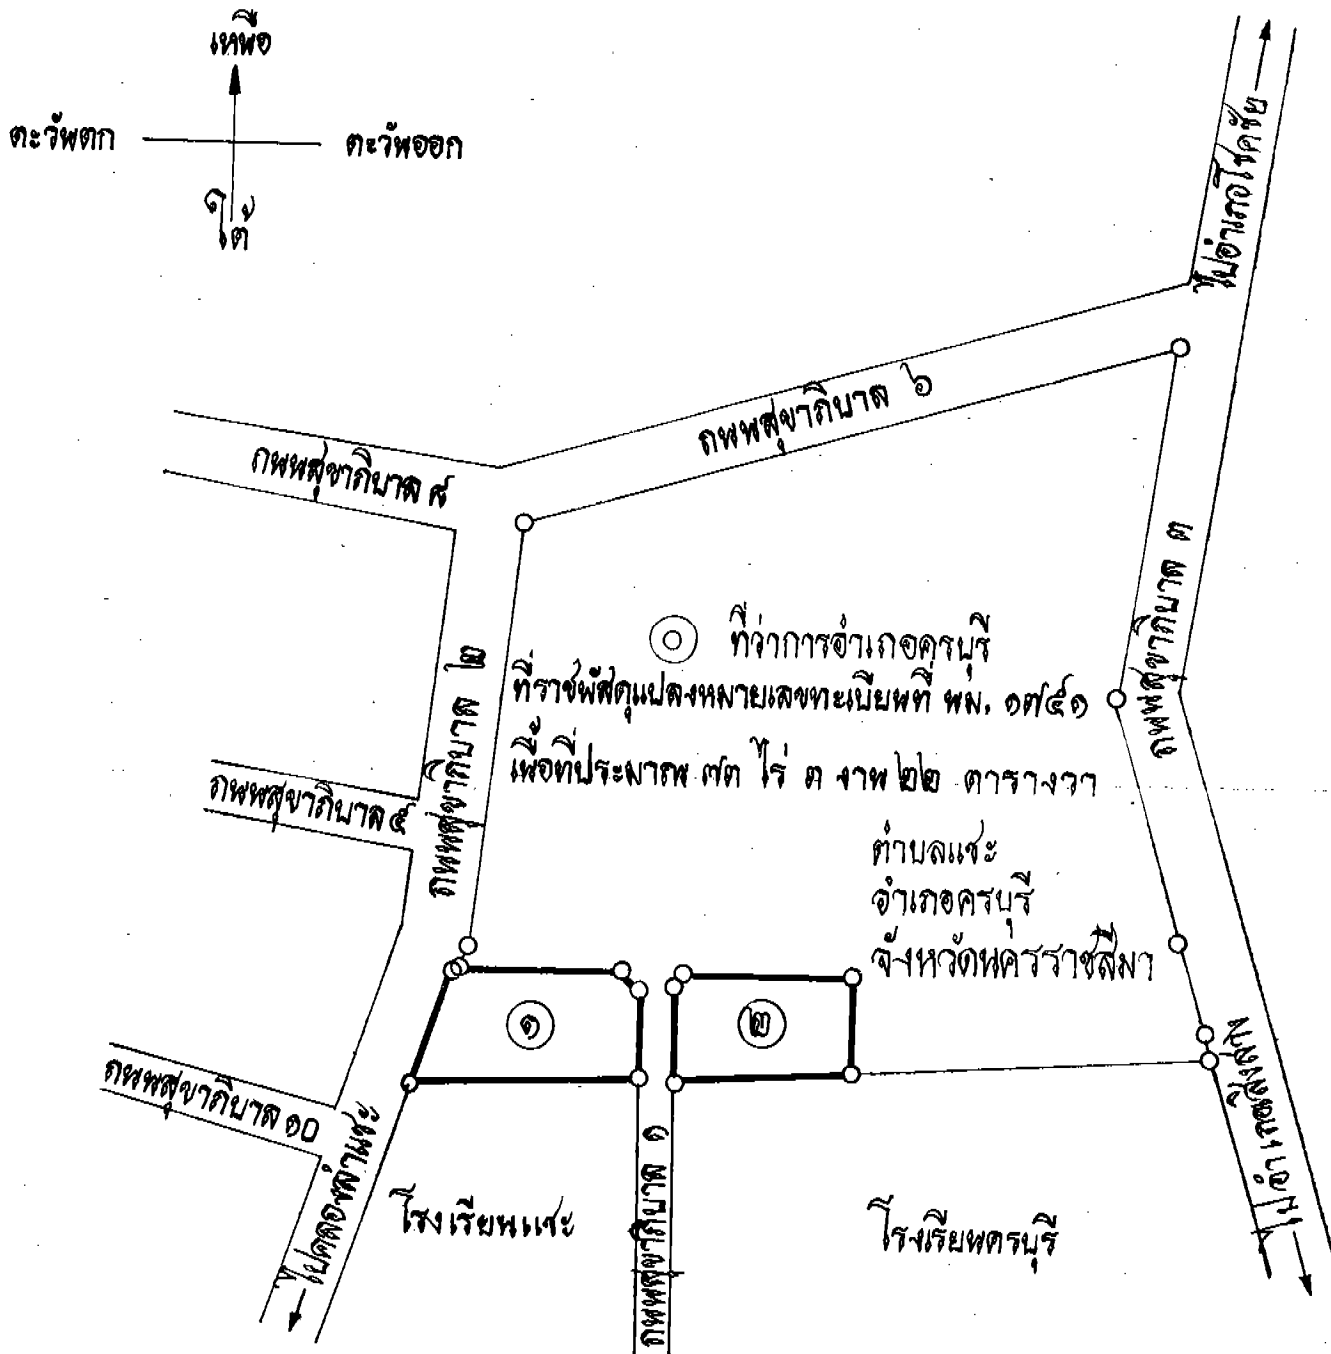 เหนือ
ตะวันตก
ตะวันออก
ใต้
ไปอำเภอโชคชัย
ถนนสุขาภิบาล ๖
ถนนสุขาภิบาล ๘
ถนนสุขาภิบาล ๓
ถนนสุขาภิบาล ๒
ที่ว่าการอำเภอครบุรี
ที่ราชพัสดุแปลงหมายเลขทะเบียนที่ นม. ๑๗๕๑
เนื้อที่ประมาณ ๗๓ ไร่ ๓ งาน ๒๒ ตารางวา
ถนนสุขาภิบาล ๕
ตำบลแชะ
อำเภอครบุรี
จังหวัดนครราชสีมา
๑
๒
ถนนสุขาภิบาล ๑๐
ไปคลองลำแชะ
โรงเรียนแชะ
ถนนสุขาภิบาล ๑
โรงเรียนครบุรี
ไปอำเภอเสิงสาง